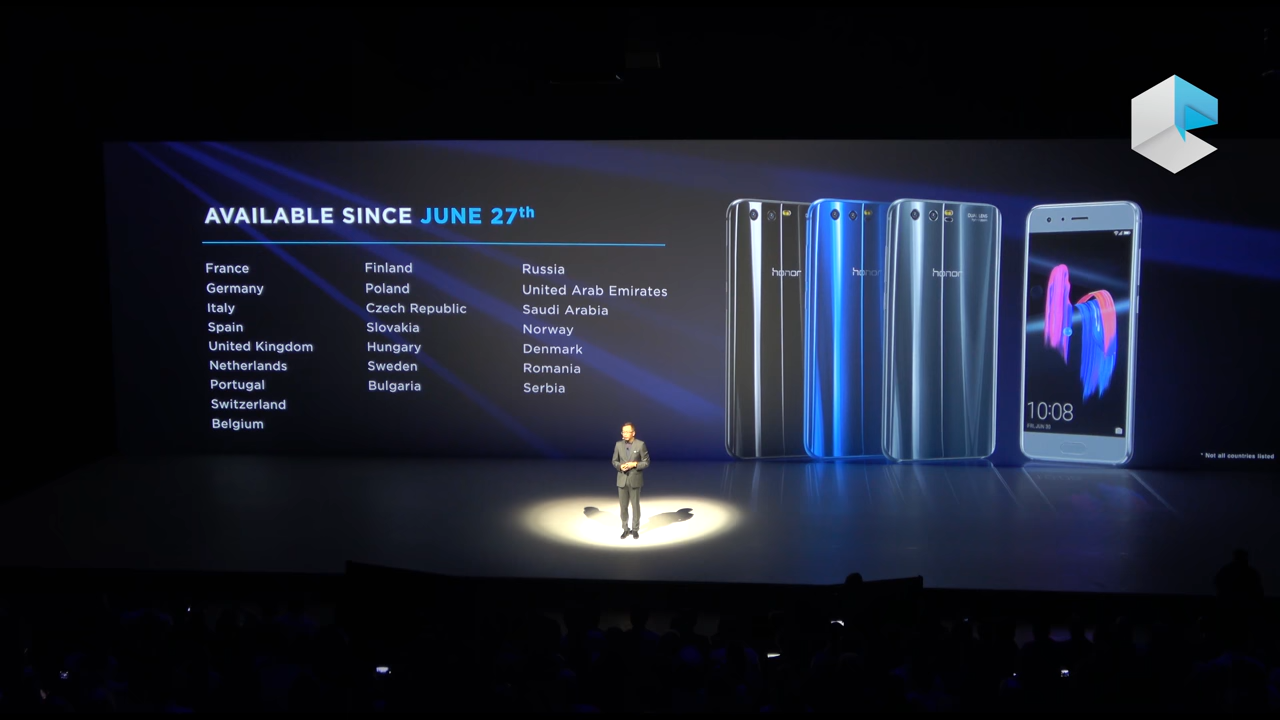 AVAILABLE SINCE JUNE 27th
France
Germany
Italy
Spain
United Kingdom
Netherlands
Portugal
Switzerland
Belgium
Finland
Poland
Czech Republic
Slovakia
Hungary
Sweden
Bulgaria
Russia
United Arab Emirates
Saudi Arabia
Norway
Denmark
Romania
Serbia
honor
honor
honor
DUAL LENS
10:08
* Not all countries listed